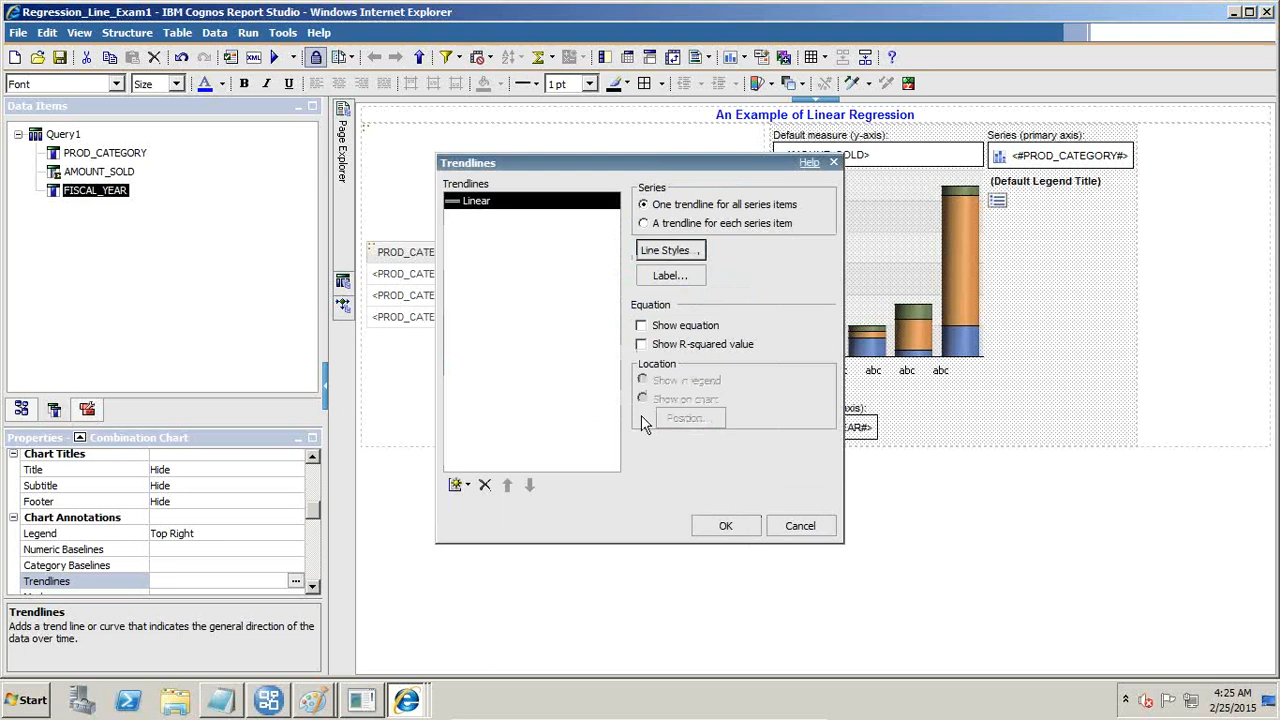 Regression_Line_Exam1 - IBM Cognos Report Studio - Windows Internet Explorer
File Edit View Structure Table Data Run Tools Help
Font Size B I U 1 pt
Data Items
Query1
PROD_CATEGORY
AMOUNT_SOLD
FISCAL_YEAR
Properties: Combination Chart
Chart Titles
Title Hide
Subtitle Hide
Footer Hide
Chart Annotations
Legend Top Right
Numeric Baselines
Category Baselines
Trendlines
Trendlines
Adds a trend line or curve that indicates the general direction of the
data over time.
Page Explorer
An Example of Linear Regression
Default measure (y-axis): Series (primary axis):
<#PROD_CATEGORY#>
(Default Legend Title)
PROD_CATE
<PROD_CATE
<PROD_CATE
<PROD_CATE
abc abc abc
Trendlines Help
Trendlines
Linear
Series
One trendline for all series items
A trendline for each series item
Line Styles
Label...
Equation
Show equation
Show R-squared value
Location
Show in legend
Show on chart
Position...
OK Cancel
Start
4:25 AM
2/25/2015